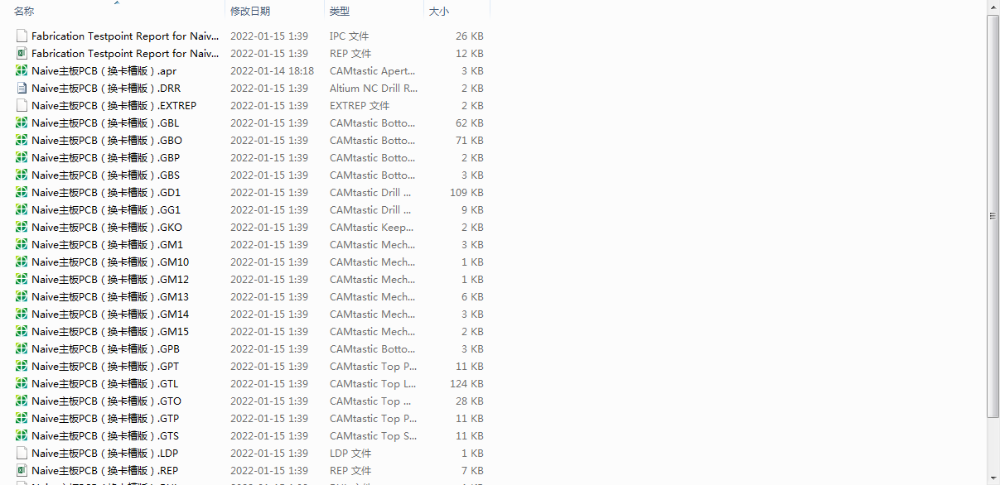 名称 修改日期 类型 大小
Fabrication Testpoint Report for Naiv... 2022-01-15 1:39 IPC 文件 26 KB
Fabrication Testpoint Report for Naiv... 2022-01-15 1:39 REP 文件 12 KB
Naive主板PCB（换卡槽版）.apr 2022-01-14 18:18 CAMtastic Apert... 3 KB
Naive主板PCB（换卡槽版）.DRR 2022-01-15 1:39 Altium NC Drill R... 2 KB
Naive主板PCB（换卡槽版）.EXTREP 2022-01-15 1:39 EXTREP 文件 2 KB
Naive主板PCB（换卡槽版）.GBL 2022-01-15 1:39 CAMtastic Botto... 62 KB
Naive主板PCB（换卡槽版）.GBO 2022-01-15 1:39 CAMtastic Botto... 71 KB
Naive主板PCB（换卡槽版）.GBP 2022-01-15 1:39 CAMtastic Botto... 2 KB
Naive主板PCB（换卡槽版）.GBS 2022-01-15 1:39 CAMtastic Botto... 3 KB
Naive主板PCB（换卡槽版）.GD1 2022-01-15 1:39 CAMtastic Drill ... 109 KB
Naive主板PCB（换卡槽版）.GG1 2022-01-15 1:39 CAMtastic Drill ... 9 KB
Naive主板PCB（换卡槽版）.GKO 2022-01-15 1:39 CAMtastic Keep... 2 KB
Naive主板PCB（换卡槽版）.GM1 2022-01-15 1:39 CAMtastic Mech... 3 KB
Naive主板PCB（换卡槽版）.GM10 2022-01-15 1:39 CAMtastic Mech... 1 KB
Naive主板PCB（换卡槽版）.GM12 2022-01-15 1:39 CAMtastic Mech... 1 KB
Naive主板PCB（换卡槽版）.GM13 2022-01-15 1:39 CAMtastic Mech... 6 KB
Naive主板PCB（换卡槽版）.GM14 2022-01-15 1:39 CAMtastic Mech... 3 KB
Naive主板PCB（换卡槽版）.GM15 2022-01-15 1:39 CAMtastic Mech... 2 KB
Naive主板PCB（换卡槽版）.GPB 2022-01-15 1:39 CAMtastic Botto... 3 KB
Naive主板PCB（换卡槽版）.GPT 2022-01-15 1:39 CAMtastic Top P... 11 KB
Naive主板PCB（换卡槽版）.GTL 2022-01-15 1:39 CAMtastic Top L... 124 KB
Naive主板PCB（换卡槽版）.GTO 2022-01-15 1:39 CAMtastic Top ... 28 KB
Naive主板PCB（换卡槽版）.GTP 2022-01-15 1:39 CAMtastic Top P... 11 KB
Naive主板PCB（换卡槽版）.GTS 2022-01-15 1:39 CAMtastic Top S... 11 KB
Naive主板PCB（换卡槽版）.LDP 2022-01-15 1:39 LDP 文件 1 KB
Naive主板PCB（换卡槽版）.REP 2022-01-15 1:39 REP 文件 7 KB